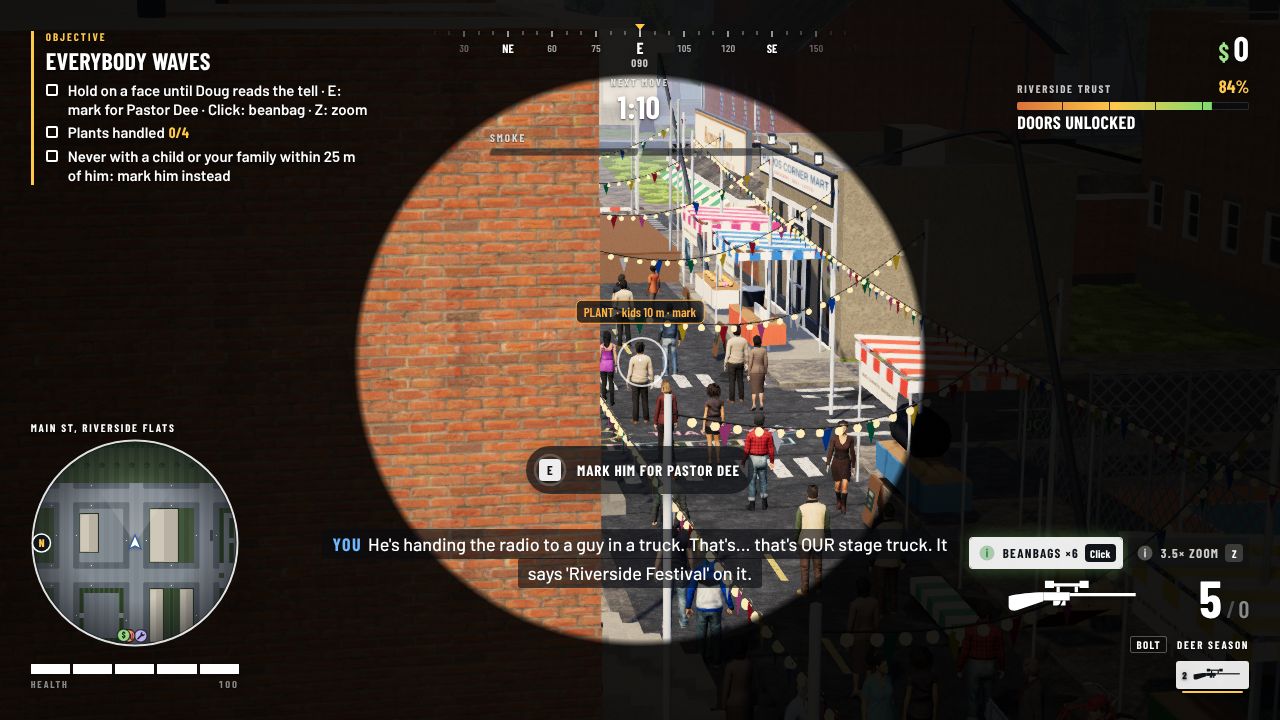 OBJECTIVE
EVERYBODY WAVES
Hold on a face until Doug reads the tell · E:
mark for Pastor Dee · Click: beanbag · Z: zoom
Plants handled 0/4
Never with a child or your family within 25 m
of him: mark him instead
30 NE 60 75 E 105 120 SE 150
090
NEXT MOVE
1:10
SMOKE
$0
RIVERSIDE TRUST 84%
DOORS UNLOCKED
CORNER MART
PLANT · kids 10 m · mark
E MARK HIM FOR PASTOR DEE
YOU He's handing the radio to a guy in a truck. That's... that's OUR stage truck. It
says 'Riverside Festival' on it.
MAIN ST, RIVERSIDE FLATS
N
$
HEALTH 100
i BEANBAGS ×6 Click
i 3.5× ZOOM Z
5/0
BOLT DEER SEASON
2